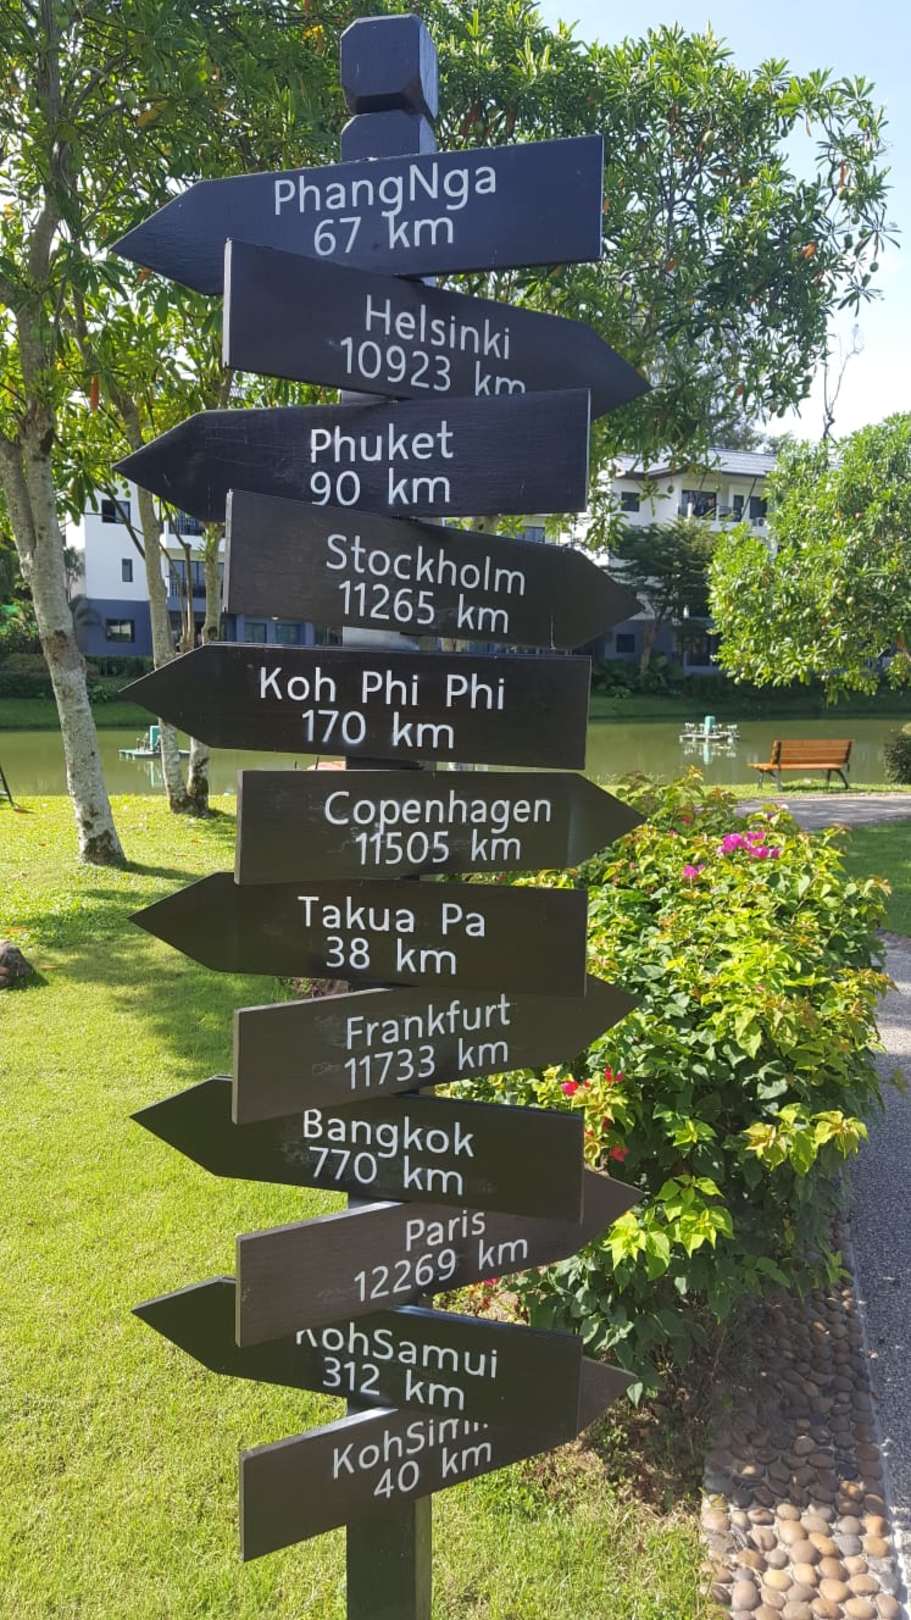 PhangNga
67 km
Helsinki
10923 km
Phuket
90 km
Stockholm
11265 km
Koh Phi Phi
170 km
Copenhagen
11505 km
Takua Pa
38 km
Frankfurt
11733 km
Bangkok
770 km
Paris
12269 km
KohSamui
312 km
40 km